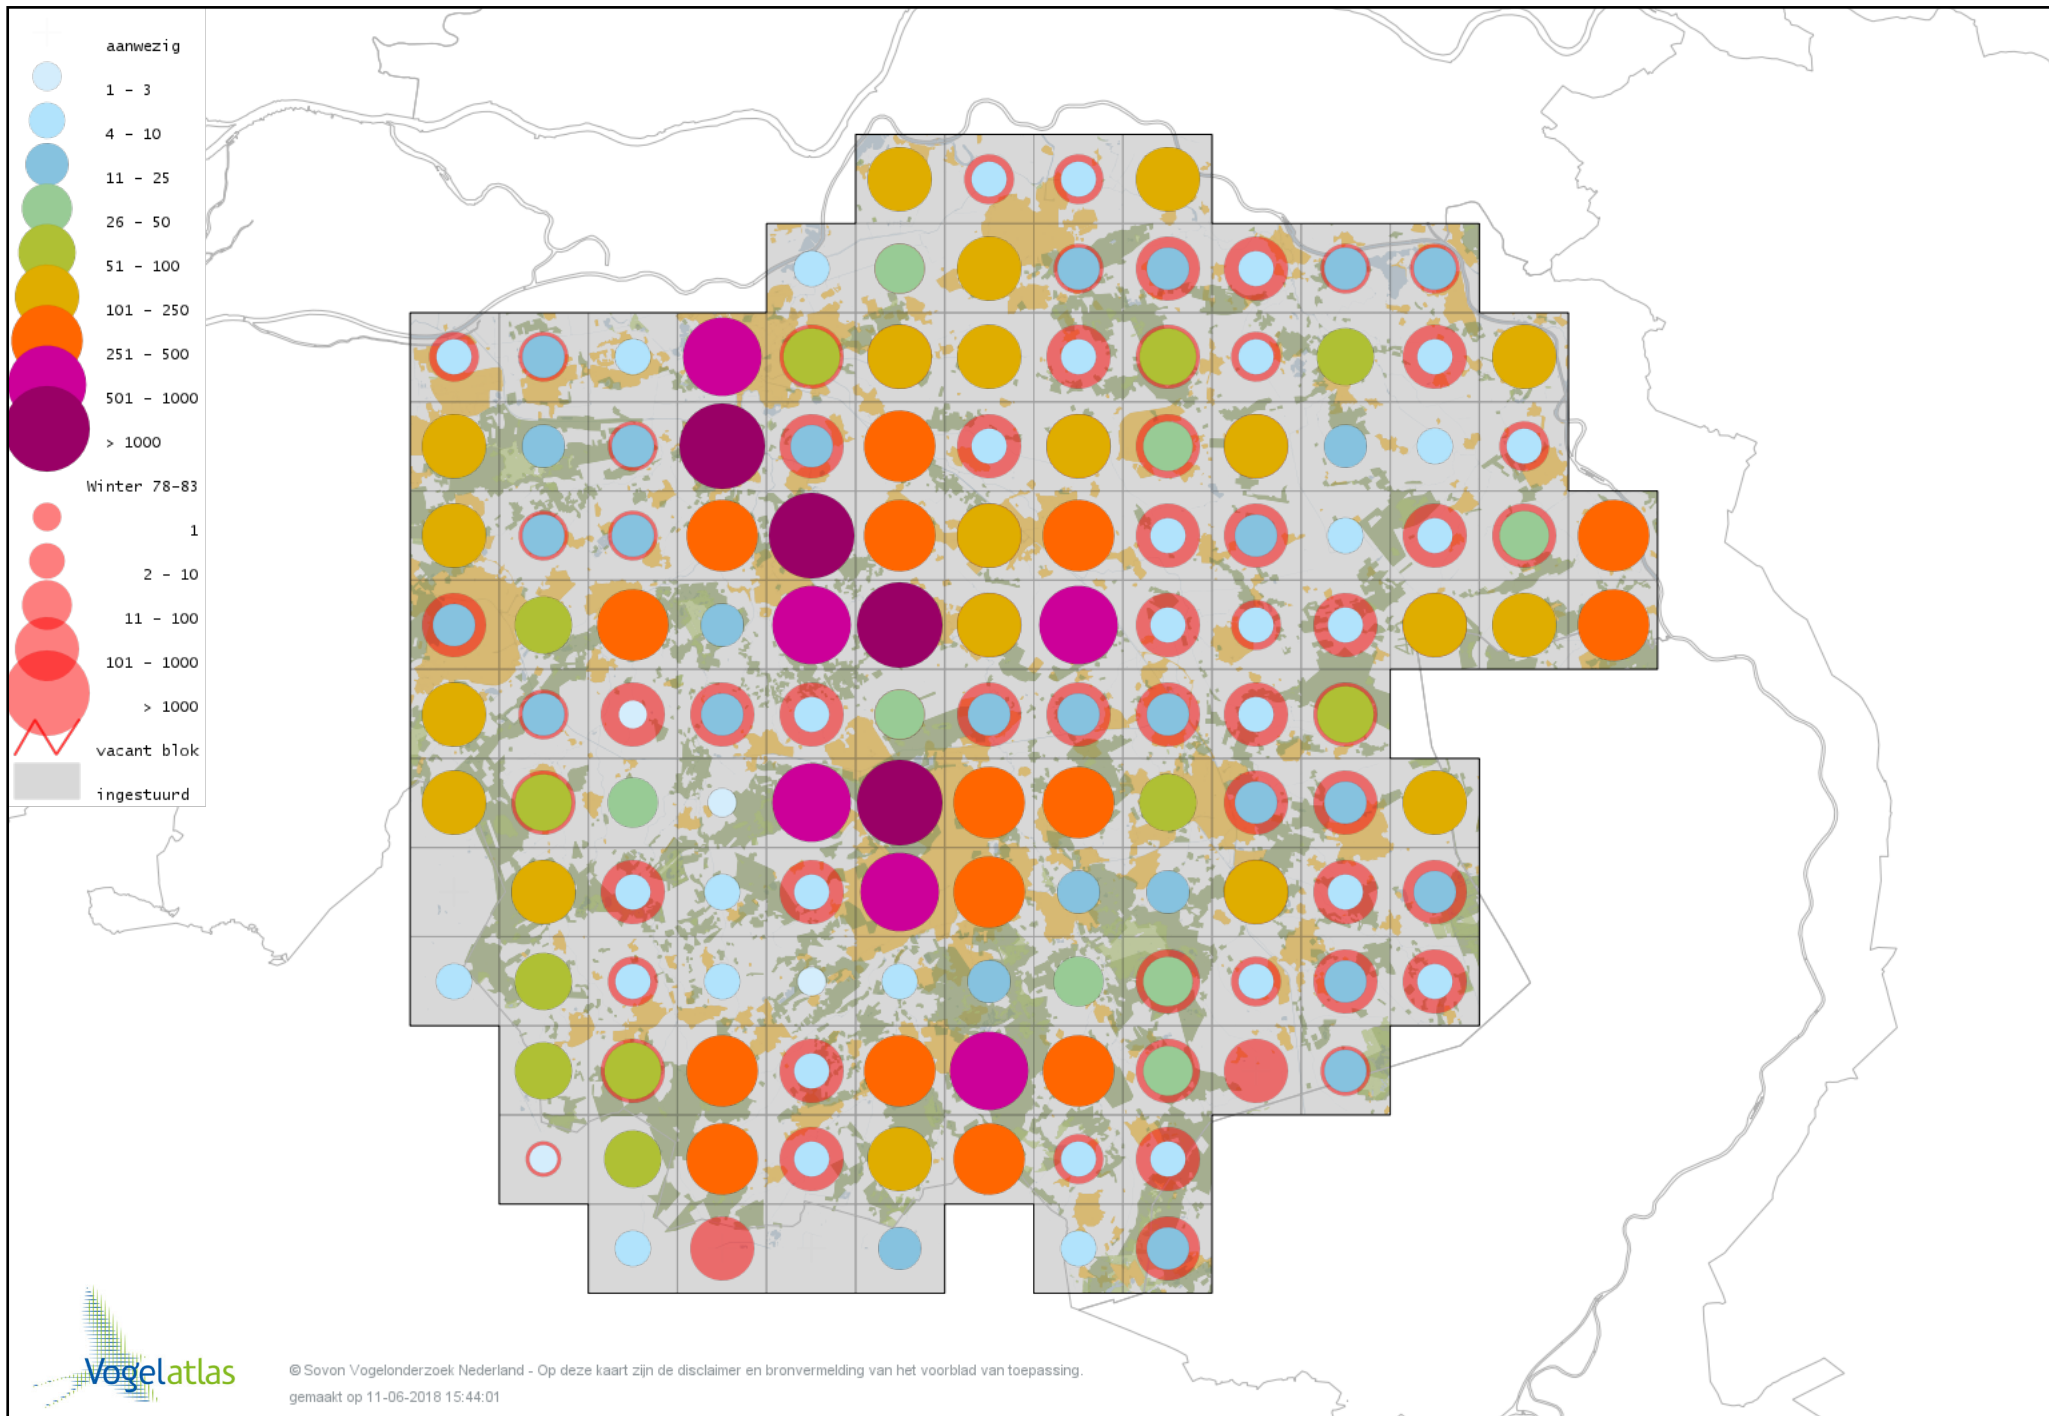 aanwezig
1 – 3
4 – 10
11 – 25
26 – 50
51 – 100
101 – 250
251 – 500
501 – 1000
> 1000
Winter 78-83
1
2 – 10
11 – 100
101 – 1000
> 1000
vacant blok
ingestuurd
Vogelatlas
© Sovon Vogelonderzoek Nederland - Op deze kaart zijn de disclaimer en bronvermelding van het voorblad van toepassing.
gemaakt op 11-06-2018 15:44:01